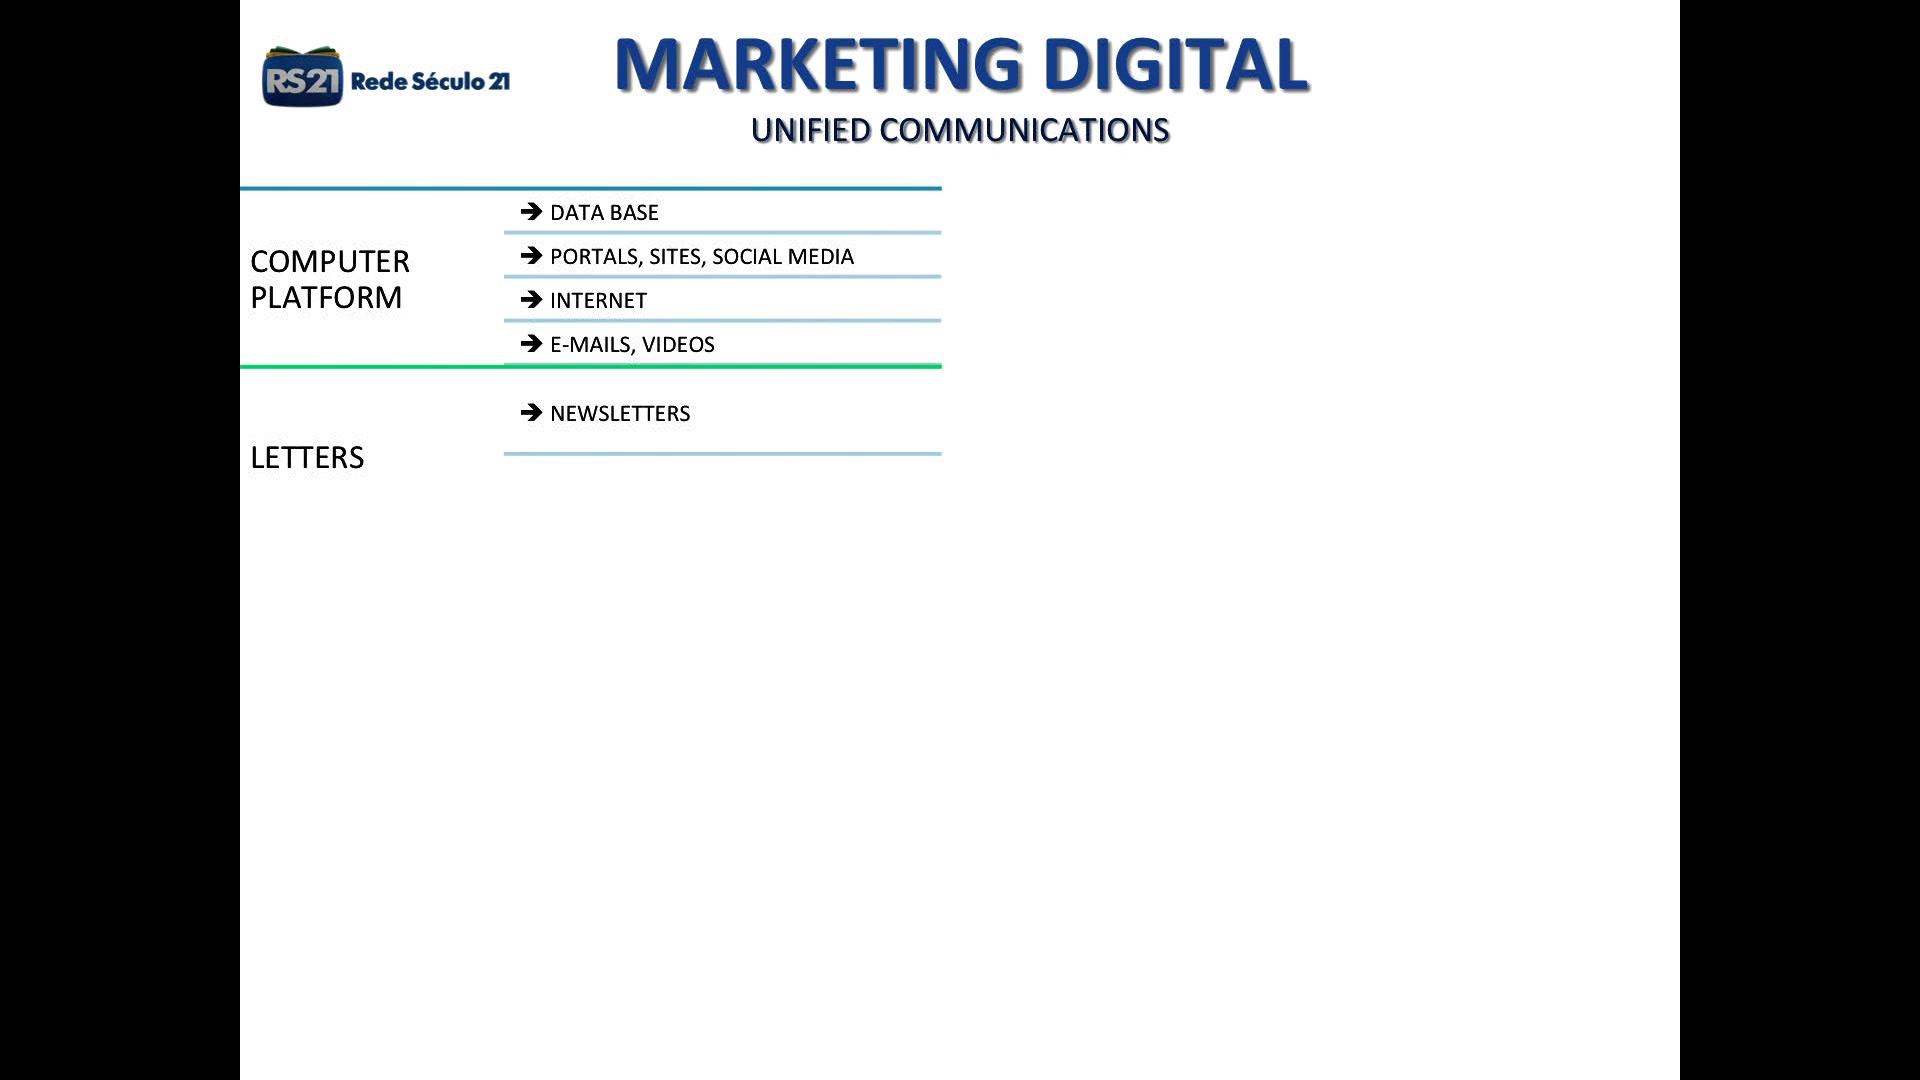 RS21 Rede Século 21
MARKETING DIGITAL
UNIFIED COMMUNICATIONS
COMPUTER
PLATFORM
➔ DATA BASE
➔ PORTALS, SITES, SOCIAL MEDIA
➔ INTERNET
➔ E-MAILS, VIDEOS
LETTERS
➔ NEWSLETTERS